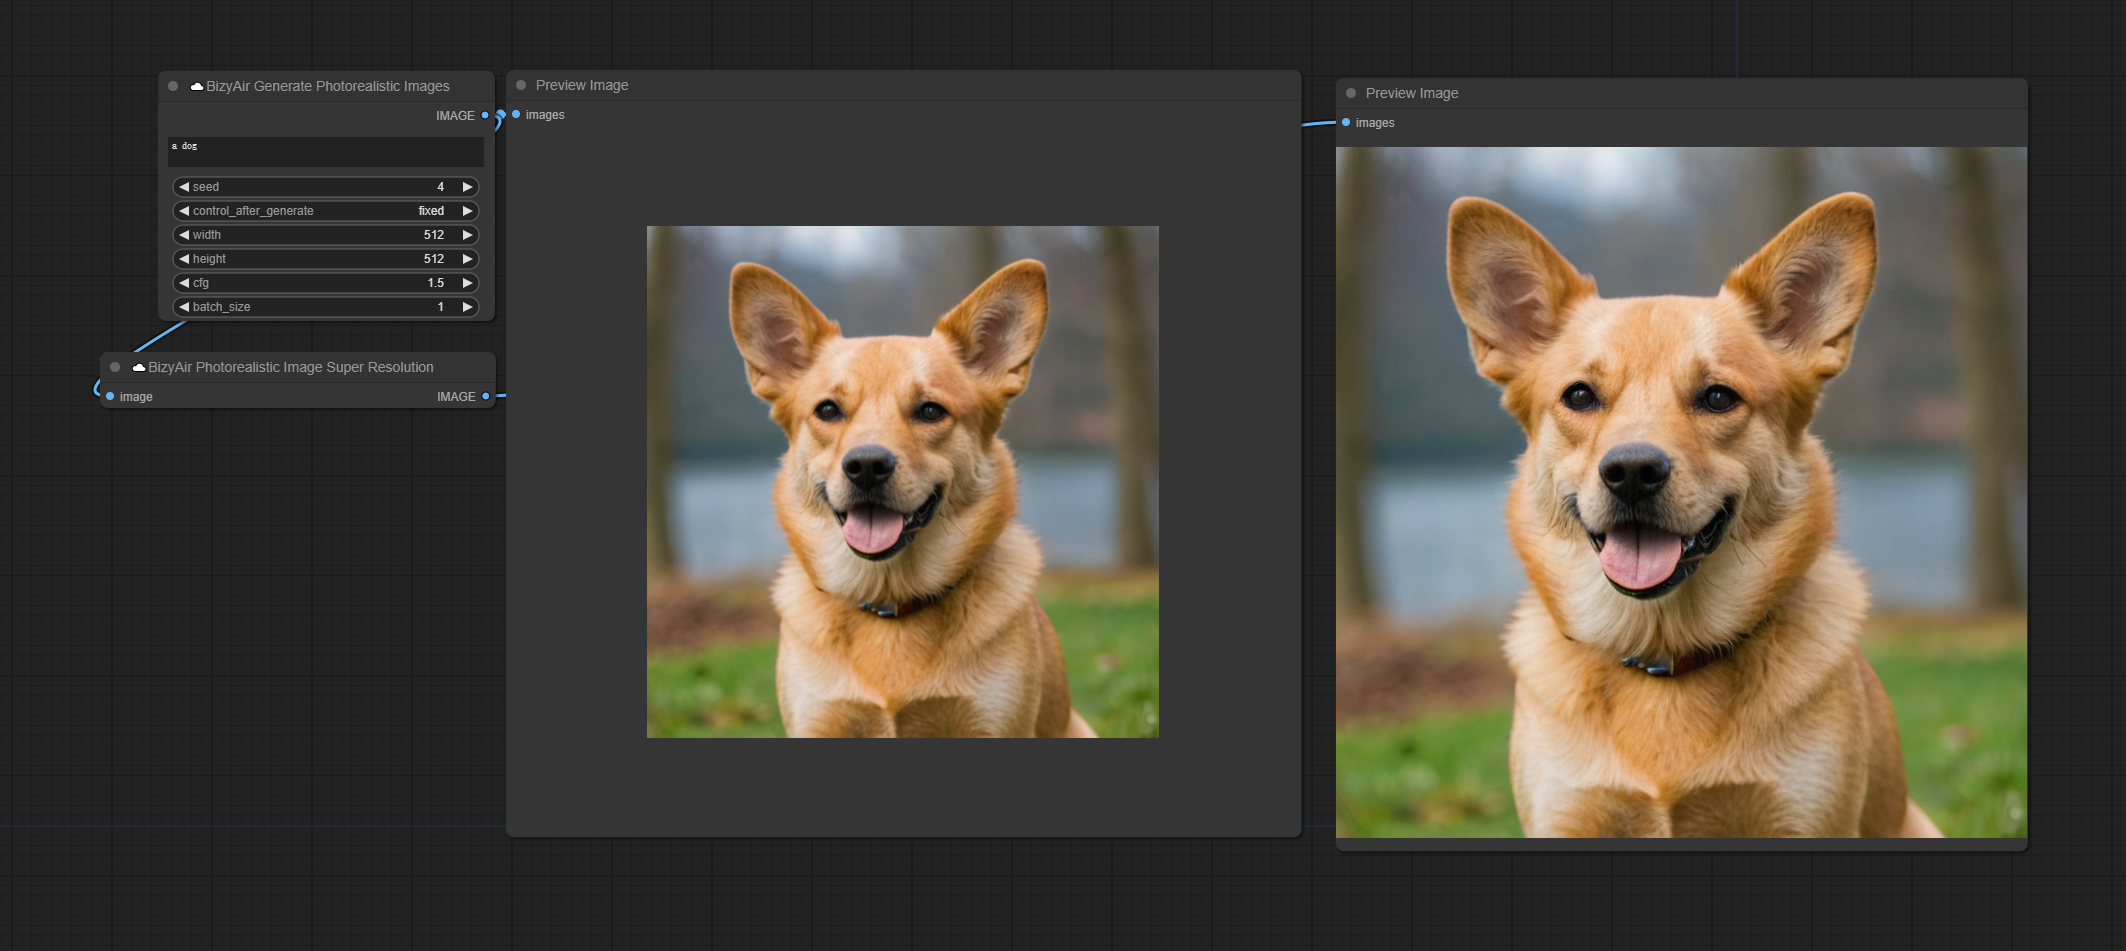 BizyAir Generate Photorealistic Images
IMAGE
a dog
seed 4
control_after_generate fixed
width 512
height 512
cfg 1.5
batch_size 1
BizyAir Photorealistic Image Super Resolution
image IMAGE
Preview Image
images
Preview Image
images